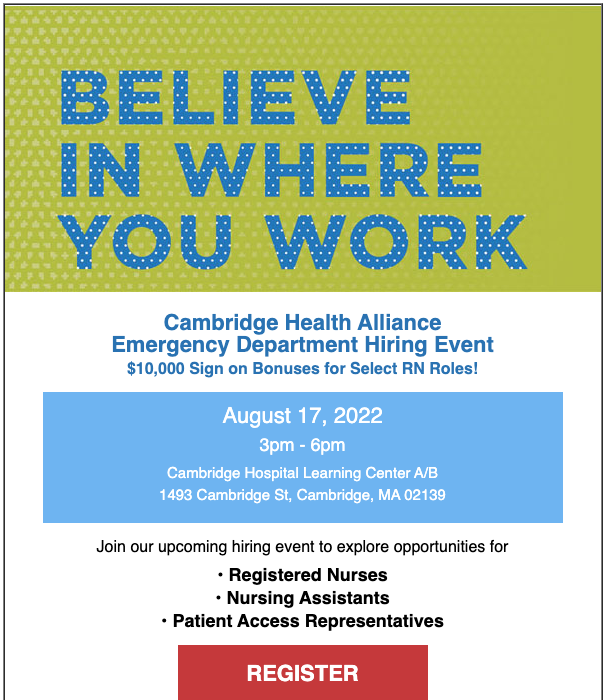 BELIEVE
IN WHERE
YOU WORK
Cambridge Health Alliance
Emergency Department Hiring Event
$10,000 Sign on Bonuses for Select RN Roles!
August 17, 2022
3pm - 6pm
Cambridge Hospital Learning Center A/B
1493 Cambridge St, Cambridge, MA 02139
Join our upcoming hiring event to explore opportunities for
• Registered Nurses
• Nursing Assistants
• Patient Access Representatives
REGISTER